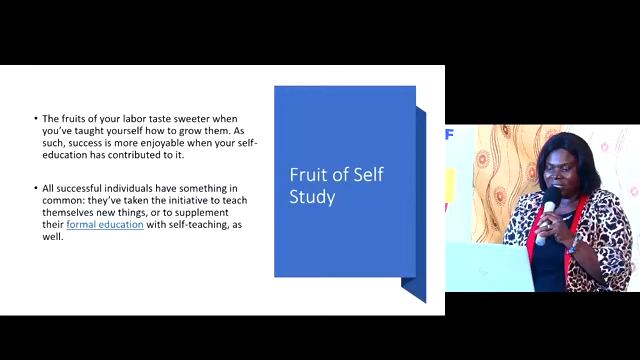 • The fruits of your labor taste sweeter when
you've taught yourself how to grow them. As
such, success is more enjoyable when your self-
education has contributed to it.
• All successful individuals have something in
common: they've taken the initiative to teach
themselves new things, or to supplement
their formal education with self-teaching, as
well.
Fruit of Self
Study
F